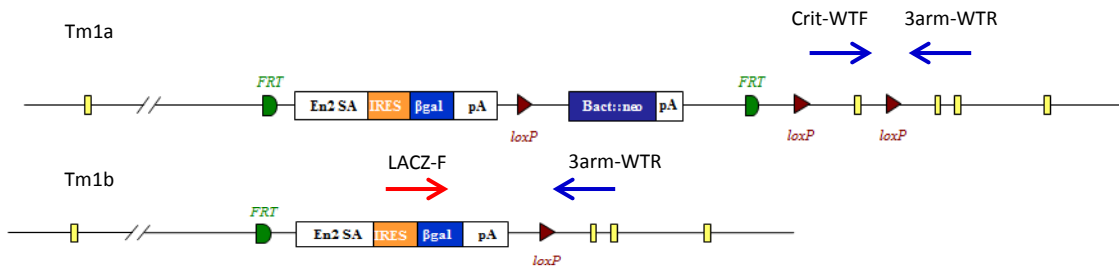 Tm1a
Crit-WTF 3arm-WTR
FRT FRT
En2 SA IRES βgal pA Bact::neo pA
loxP loxP loxP
LACZ-F 3arm-WTR
Tm1b
FRT
En2 SA IRES βgal pA
loxP